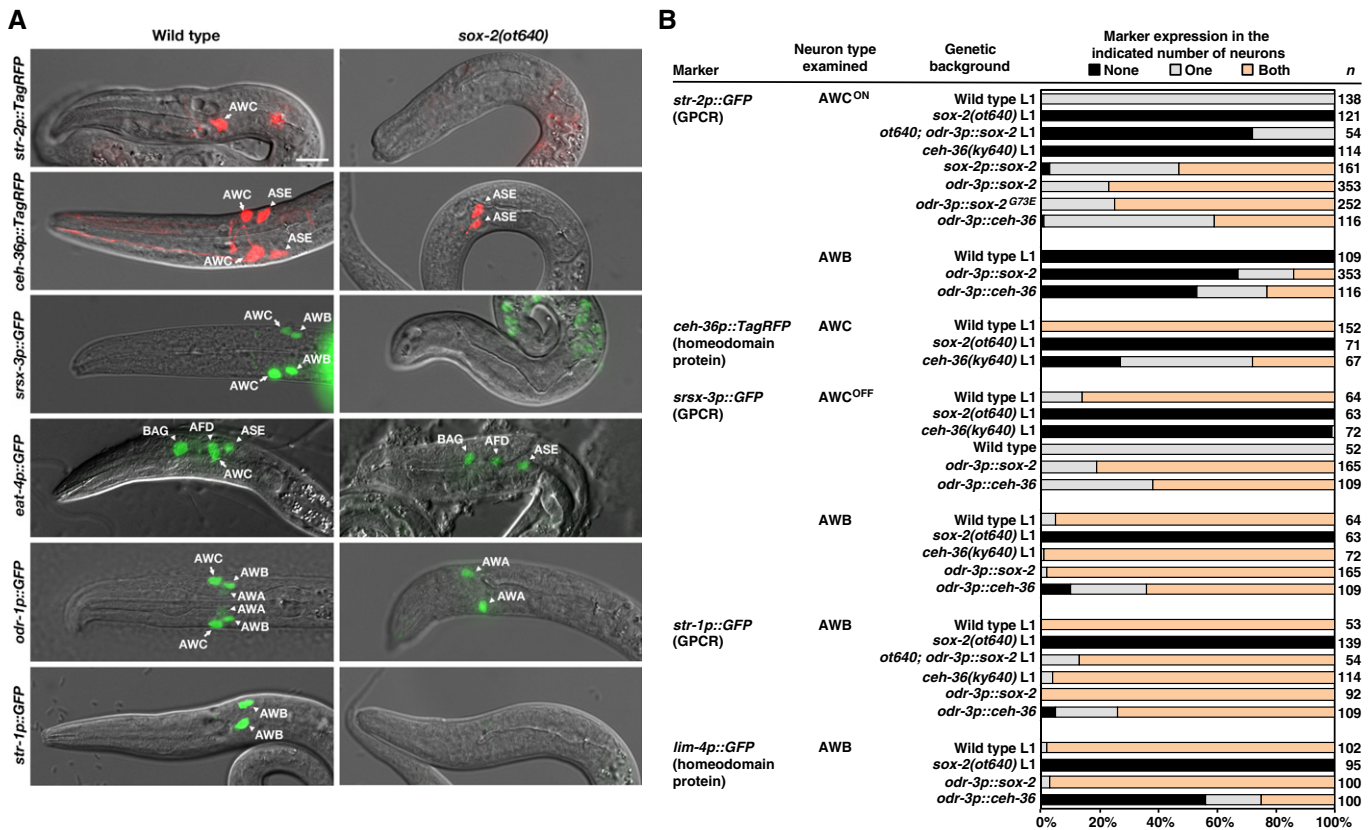 A
Wild type
sox-2(ot640)
str-2p::TagRFP
AWC
ceh-36p::TagRFP
AWC
ASE
ASE
AWC
ASE
ASE
srsx-3p::GFP
AWC
AWB
AWB
AWC
eat-4p::GFP
BAG
AFD
ASE
AWC
BAG
AFD
ASE
odr-1p::GFP
AWC
AWB
AWA
AWA
AWB
AWC
AWA
AWA
str-1p::GFP
AWB
AWB
B
Marker
Neuron type examined
Genetic background
Marker expression in the indicated number of neurons
None One Both
n
str-2p::GFP (GPCR) AWC^ON Wild type L1 138
sox-2(ot640) L1 121
ot640; odr-3p::sox-2 L1 54
ceh-36(ky640) L1 114
sox-2p::sox-2 161
odr-3p::sox-2 353
odr-3p::sox-2^G73E 252
odr-3p::ceh-36 116
AWB Wild type L1 109
odr-3p::sox-2 353
odr-3p::ceh-36 116
ceh-36p::TagRFP (homeodomain protein) AWC Wild type L1 152
sox-2(ot640) L1 71
ceh-36(ky640) L1 67
srsx-3p::GFP (GPCR) AWC^OFF Wild type L1 64
sox-2(ot640) L1 63
ceh-36(ky640) L1 72
Wild type 52
odr-3p::sox-2 165
odr-3p::ceh-36 109
AWB Wild type L1 64
sox-2(ot640) L1 63
ceh-36(ky640) L1 72
odr-3p::sox-2 165
odr-3p::ceh-36 109
str-1p::GFP (GPCR) AWB Wild type L1 53
sox-2(ot640) L1 139
ot640; odr-3p::sox-2 L1 54
ceh-36(ky640) L1 114
odr-3p::sox-2 92
odr-3p::ceh-36 109
lim-4p::GFP (homeodomain protein) AWB Wild type L1 102
sox-2(ot640) L1 95
odr-3p::sox-2 100
odr-3p::ceh-36 100
0% 20% 40% 60% 80% 100%